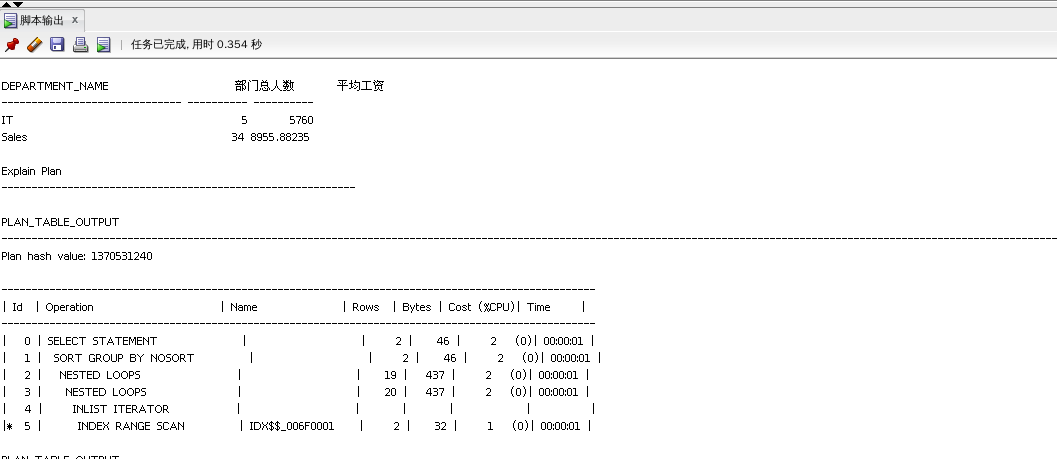 脚本输出 x
任务已完成, 用时 0.354 秒
DEPARTMENT_NAME 部门总人数 平均工资
------------------------------ ---------- ----------
IT 5 5760
Sales 34 8955.88235
Explain Plan
-----------------------------------------------------------
PLAN_TABLE_OUTPUT
--------------------------------------------------------------------------------
Plan hash value: 1370531240
--------------------------------------------------------------------------------
| Id | Operation | Name | Rows | Bytes | Cost (%CPU)| Time |
--------------------------------------------------------------------------------
| 0 | SELECT STATEMENT | | 2 | 46 | 2 (0)| 00:00:01 |
| 1 | SORT GROUP BY NOSORT | | 2 | 46 | 2 (0)| 00:00:01 |
| 2 | NESTED LOOPS | | 19 | 437 | 2 (0)| 00:00:01 |
| 3 | NESTED LOOPS | | 20 | 437 | 2 (0)| 00:00:01 |
| 4 | INLIST ITERATOR | | | | | |
|* 5 | INDEX RANGE SCAN | IDX$$_006F0001 | 2 | 32 | 1 (0)| 00:00:01 |
PLAN_TABLE_OUTPUT